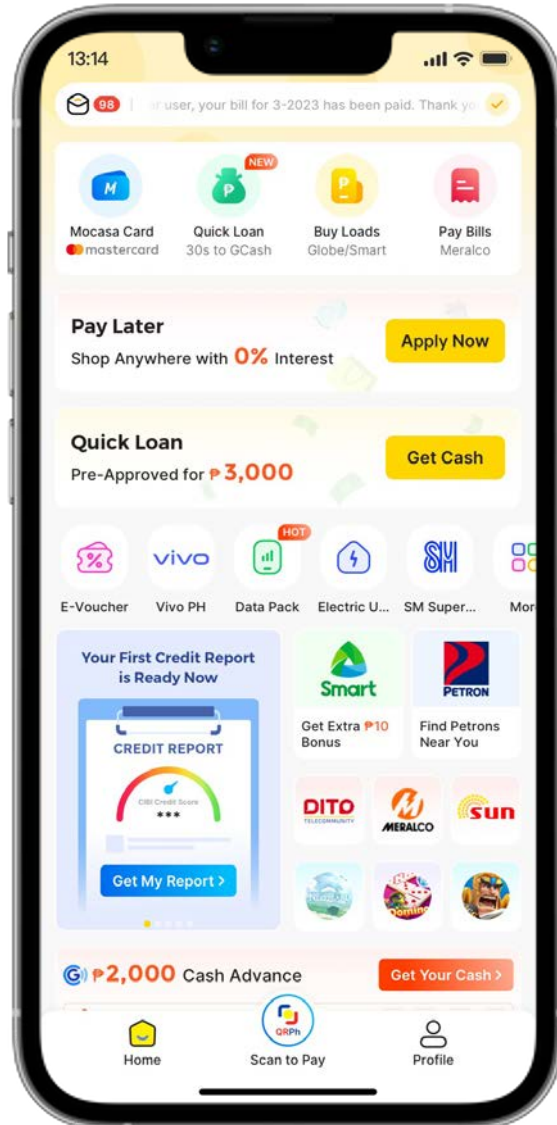 13:14
98
er user, your bill for 3-2023 has been paid. Thank yo
NEW
M
₱
P
Mocasa Card
Quick Loan
Buy Loads
Pay Bills
mastercard
30s to GCash
Globe/Smart
Meralco
Pay Later
Shop Anywhere with 0% Interest
Apply Now
Quick Loan
Pre-Approved for ₱ 3,000
Get Cash
HOT
%
vivo
SM
E-Voucher
Vivo PH
Data Pack
Electric U...
SM Super...
Mor
Your First Credit Report
is Ready Now
CREDIT REPORT
CIBI Credit Score
***
Get My Report >
Smart
Get Extra ₱10
Bonus
PETRON
Find Petrons
Near You
DITO
TELECOMMUNITY
MERALCO
Sun
Domino
G ₱2,000 Cash Advance
Get Your Cash >
QRPh
Home
Scan to Pay
Profile